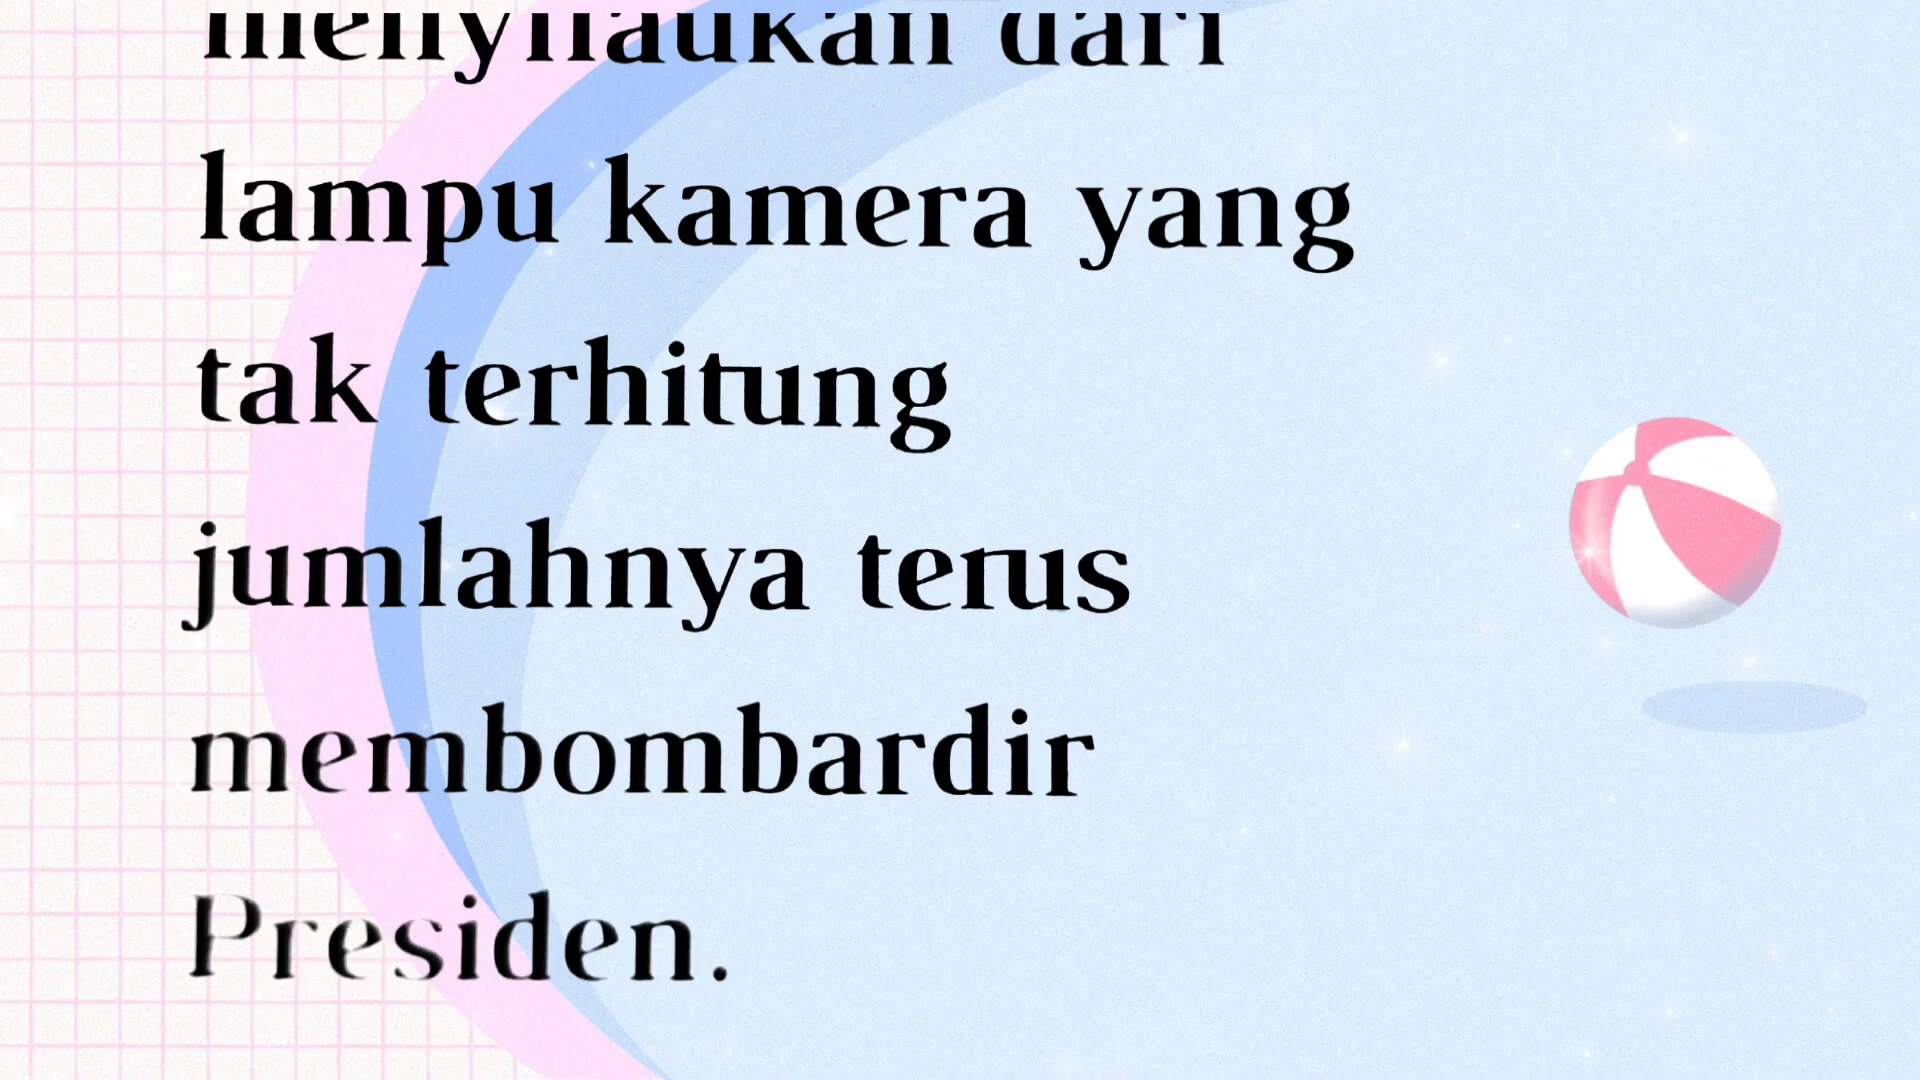 menyilaukan dari
lampu kamera yang
tak terhitung
jumlahnya terus
membombardir
Presiden.